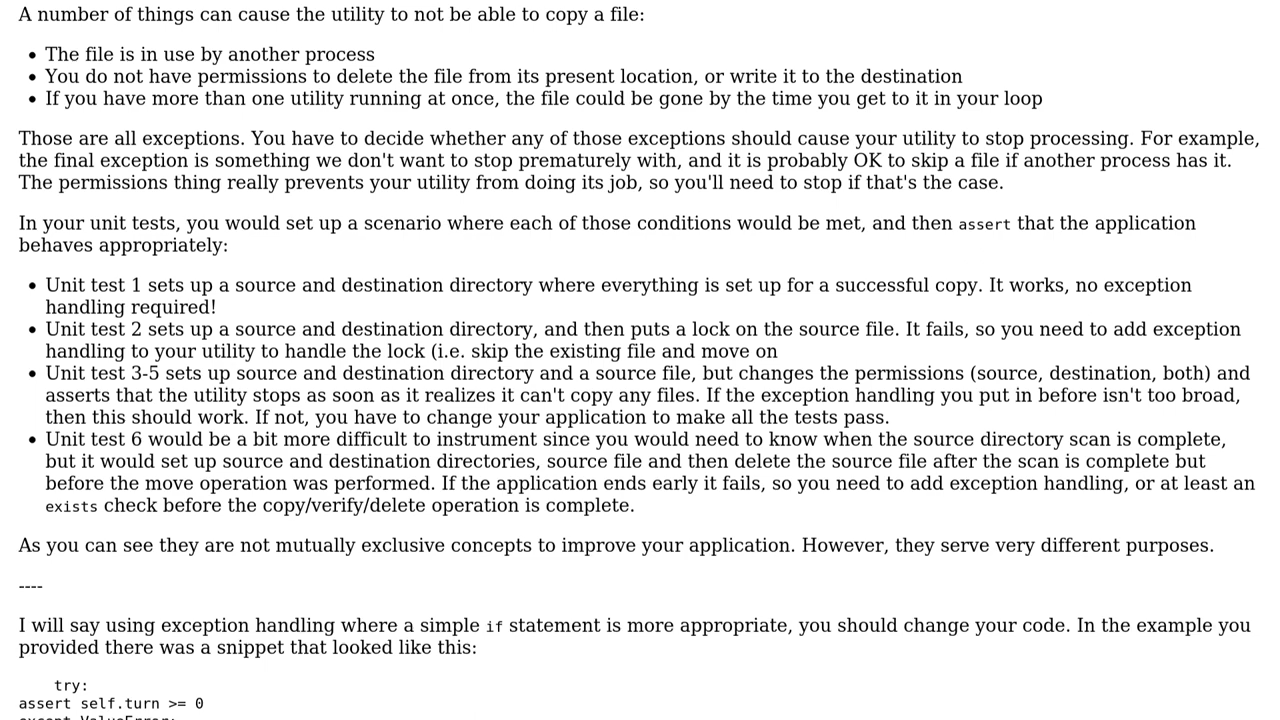 A number of things can cause the utility to not be able to copy a file:
• The file is in use by another process
• You do not have permissions to delete the file from its present location, or write it to the destination
• If you have more than one utility running at once, the file could be gone by the time you get to it in your loop
Those are all exceptions. You have to decide whether any of those exceptions should cause your utility to stop processing. For example,
the final exception is something we don't want to stop prematurely with, and it is probably OK to skip a file if another process has it.
The permissions thing really prevents your utility from doing its job, so you'll need to stop if that's the case.
In your unit tests, you would set up a scenario where each of those conditions would be met, and then assert that the application
behaves appropriately:
• Unit test 1 sets up a source and destination directory where everything is set up for a successful copy. It works, no exception
handling required!
• Unit test 2 sets up a source and destination directory, and then puts a lock on the source file. It fails, so you need to add exception
handling to your utility to handle the lock (i.e. skip the existing file and move on
• Unit test 3-5 sets up source and destination directory and a source file, but changes the permissions (source, destination, both) and
asserts that the utility stops as soon as it realizes it can't copy any files. If the exception handling you put in before isn't too broad,
then this should work. If not, you have to change your application to make all the tests pass.
• Unit test 6 would be a bit more difficult to instrument since you would need to know when the source directory scan is complete,
but it would set up source and destination directories, source file and then delete the source file after the scan is complete but
before the move operation was performed. If the application ends early it fails, so you need to add exception handling, or at least an
exists check before the copy/verify/delete operation is complete.
As you can see they are not mutually exclusive concepts to improve your application. However, they serve very different purposes.
----
I will say using exception handling where a simple if statement is more appropriate, you should change your code. In the example you
provided there was a snippet that looked like this:
try:
assert self.turn >= 0
except ValueError: